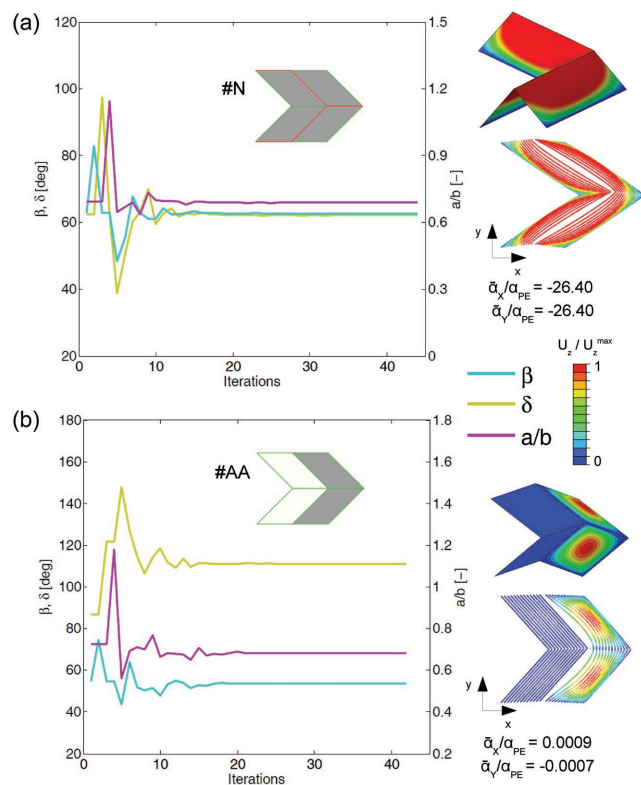 (a)
120
100
80
60
40
20
β, δ [deg]
1.5
1.2
0.9
0.6
0.3
0
a/b [-]
0
10
20
30
40
Iterations
#N
y
x
ᾱX/αPE = -26.40
ᾱY/αPE = -26.40
Uz / Uzmax
1
0
β
δ
a/b
(b)
180
160
140
120
100
80
60
40
20
β, δ [deg]
1.8
1.6
1.4
1.2
1.0
0.8
0.6
0.4
0.2
a/b [-]
0
10
20
30
40
Iterations
#AA
y
x
ᾱX/αPE = 0.0009
ᾱY/αPE = -0.0007